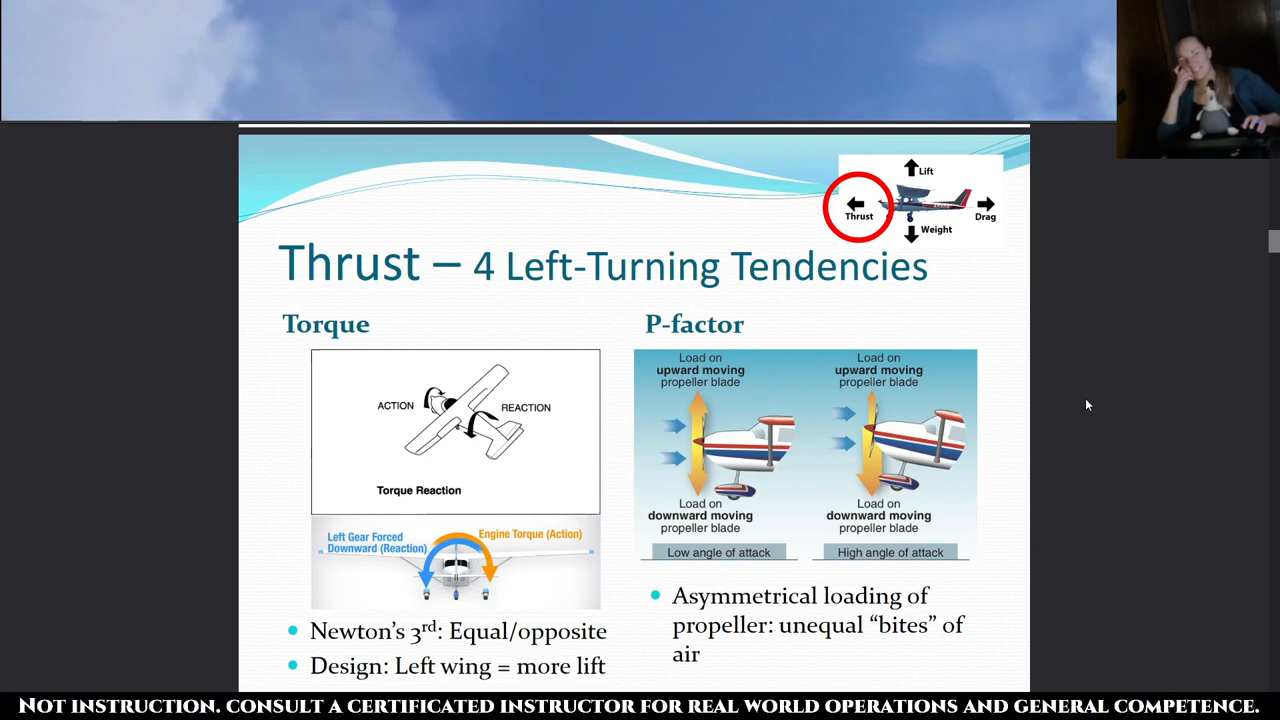 Lift
Thrust
Drag
Weight
Thrust – 4 Left-Turning Tendencies
Torque
ACTION
REACTION
Torque Reaction
Left Gear Forced
Downward (Reaction)
Engine Torque (Action)
Newton's 3rd: Equal/opposite
Design: Left wing = more lift
P-factor
Load on
upward moving
propeller blade
Load on
downward moving
propeller blade
Low angle of attack
Load on
upward moving
propeller blade
Load on
downward moving
propeller blade
High angle of attack
Asymmetrical loading of
propeller: unequal “bites” of
air
NOT INSTRUCTION. CONSULT A CERTIFICATED INSTRUCTOR FOR REAL WORLD OPERATIONS AND GENERAL COMPETENCE.